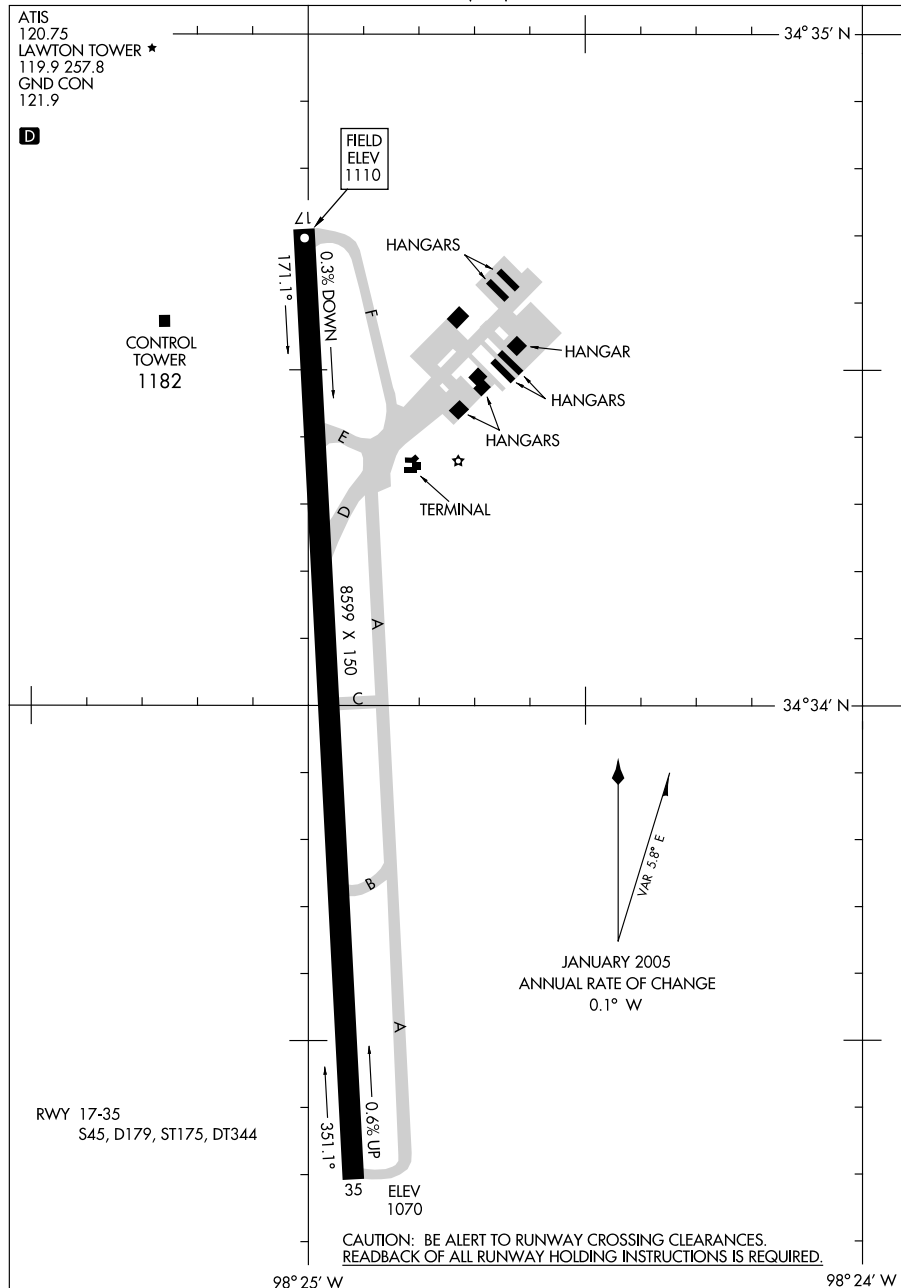 ATIS
120.75
LAWTON TOWER ★
119.9 257.8
GND CON
121.9
D
34° 35' N
FIELD
ELEV
1110
17
171.1°
0.3% DOWN
F
HANGARS
CONTROL
TOWER
1182
HANGAR
HANGARS
HANGARS
E
TERMINAL
D
8599 X 150
A
C
34° 34' N
VAR 5.8° E
B
JANUARY 2005
ANNUAL RATE OF CHANGE
0.1° W
A
RWY 17-35
S45, D179, ST175, DT344
351.1°
0.6% UP
35
ELEV
1070
CAUTION: BE ALERT TO RUNWAY CROSSING CLEARANCES.
READBACK OF ALL RUNWAY HOLDING INSTRUCTIONS IS REQUIRED.
98° 25' W
98° 24' W